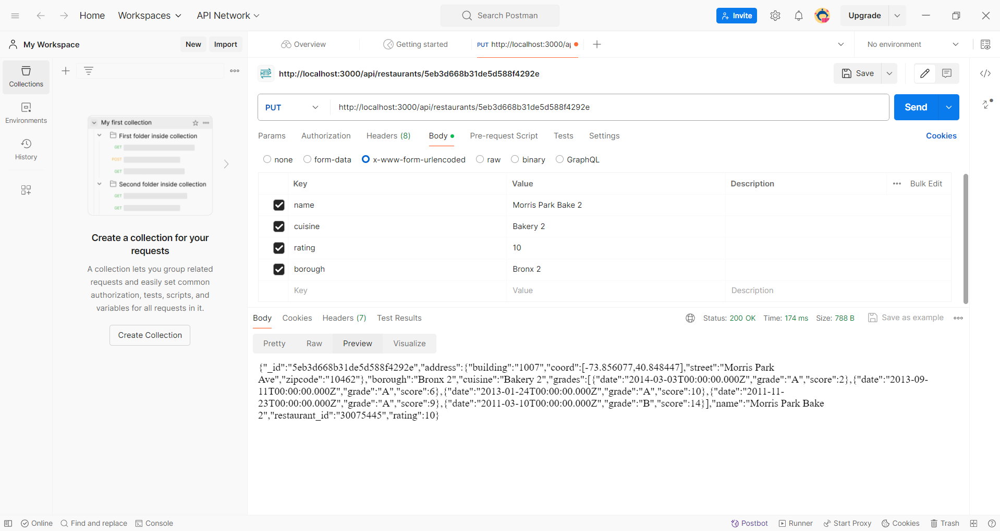 Home
Workspaces
API Network
Search Postman
Invite
Upgrade
My Workspace
New
Import
Overview
Getting started
PUT http://localhost:3000/a
No environment
Collections
Environments
History
My first collection
First folder inside collection
GET
POST
GET
Second folder inside collection
GET
GET
Create a collection for your
requests
A collection lets you group related
requests and easily set common
authorization, tests, scripts, and
variables for all requests in it.
Create Collection
HTTP
http://localhost:3000/api/restaurants/5eb3d668b31de5d588f4292e
Save
PUT
http://localhost:3000/api/restaurants/5eb3d668b31de5d588f4292e
Send
Params
Authorization
Headers (8)
Body
Pre-request Script
Tests
Settings
Cookies
none
form-data
x-www-form-urlencoded
raw
binary
GraphQL
Key Value Description
Bulk Edit
name Morris Park Bake 2
cuisine Bakery 2
rating 10
borough Bronx 2
Key Value Description
Body
Cookies
Headers (7)
Test Results
Status: 200 OK Time: 174 ms Size: 788 B
Save as example
Pretty
Raw
Preview
Visualize
{"_id":"5eb3d668b31de5d588f4292e","address":{"building":"1007","coord":[-73.856077,40.848447],"street":"Morris Park
Ave","zipcode":"10462"},"borough":"Bronx 2","cuisine":"Bakery 2","grades":[{"date":"2014-03-03T00:00:00.000Z","grade":"A","score":2},{"date":"2013-09-
11T00:00:00.000Z","grade":"A","score":6},{"date":"2013-01-24T00:00:00.000Z","grade":"A","score":10},{"date":"2011-11-
23T00:00:00.000Z","grade":"A","score":9},{"date":"2011-03-10T00:00:00.000Z","grade":"B","score":14}],"name":"Morris Park Bake
2","restaurant_id":"30075445","rating":10}
Online
Find and replace
Console
Postbot
Runner
Start Proxy
Cookies
Trash